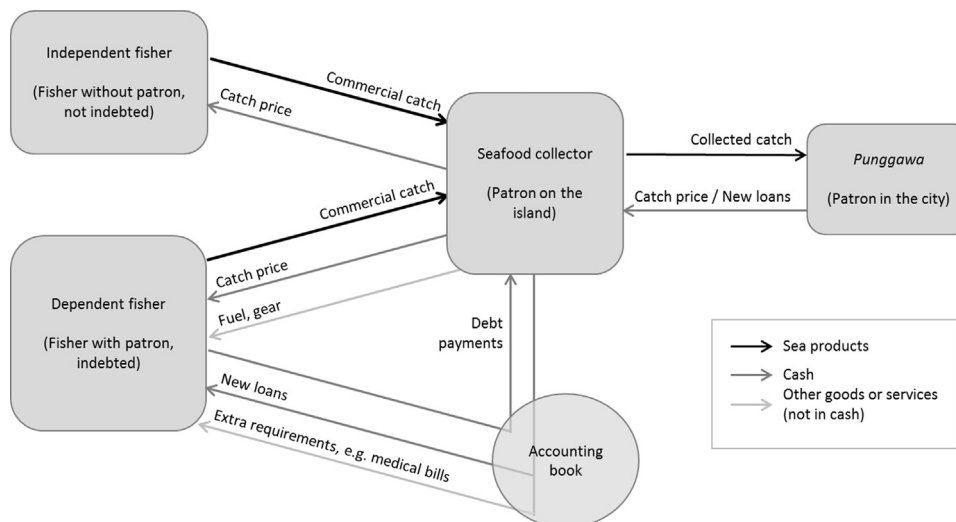 Independent fisher
(Fisher without patron,
not indebted)
Commercial catch
Catch price
Seafood collector
(Patron on the
island)
Collected catch
Catch price / New loans
Punggawa
(Patron in the city)
Commercial catch
Catch price
Fuel, gear
Dependent fisher
(Fisher with patron,
indebted)
Debt
payments
New loans
Extra requirements, e.g. medical bills
Accounting
book
Sea products
Cash
Other goods or services
(not in cash)